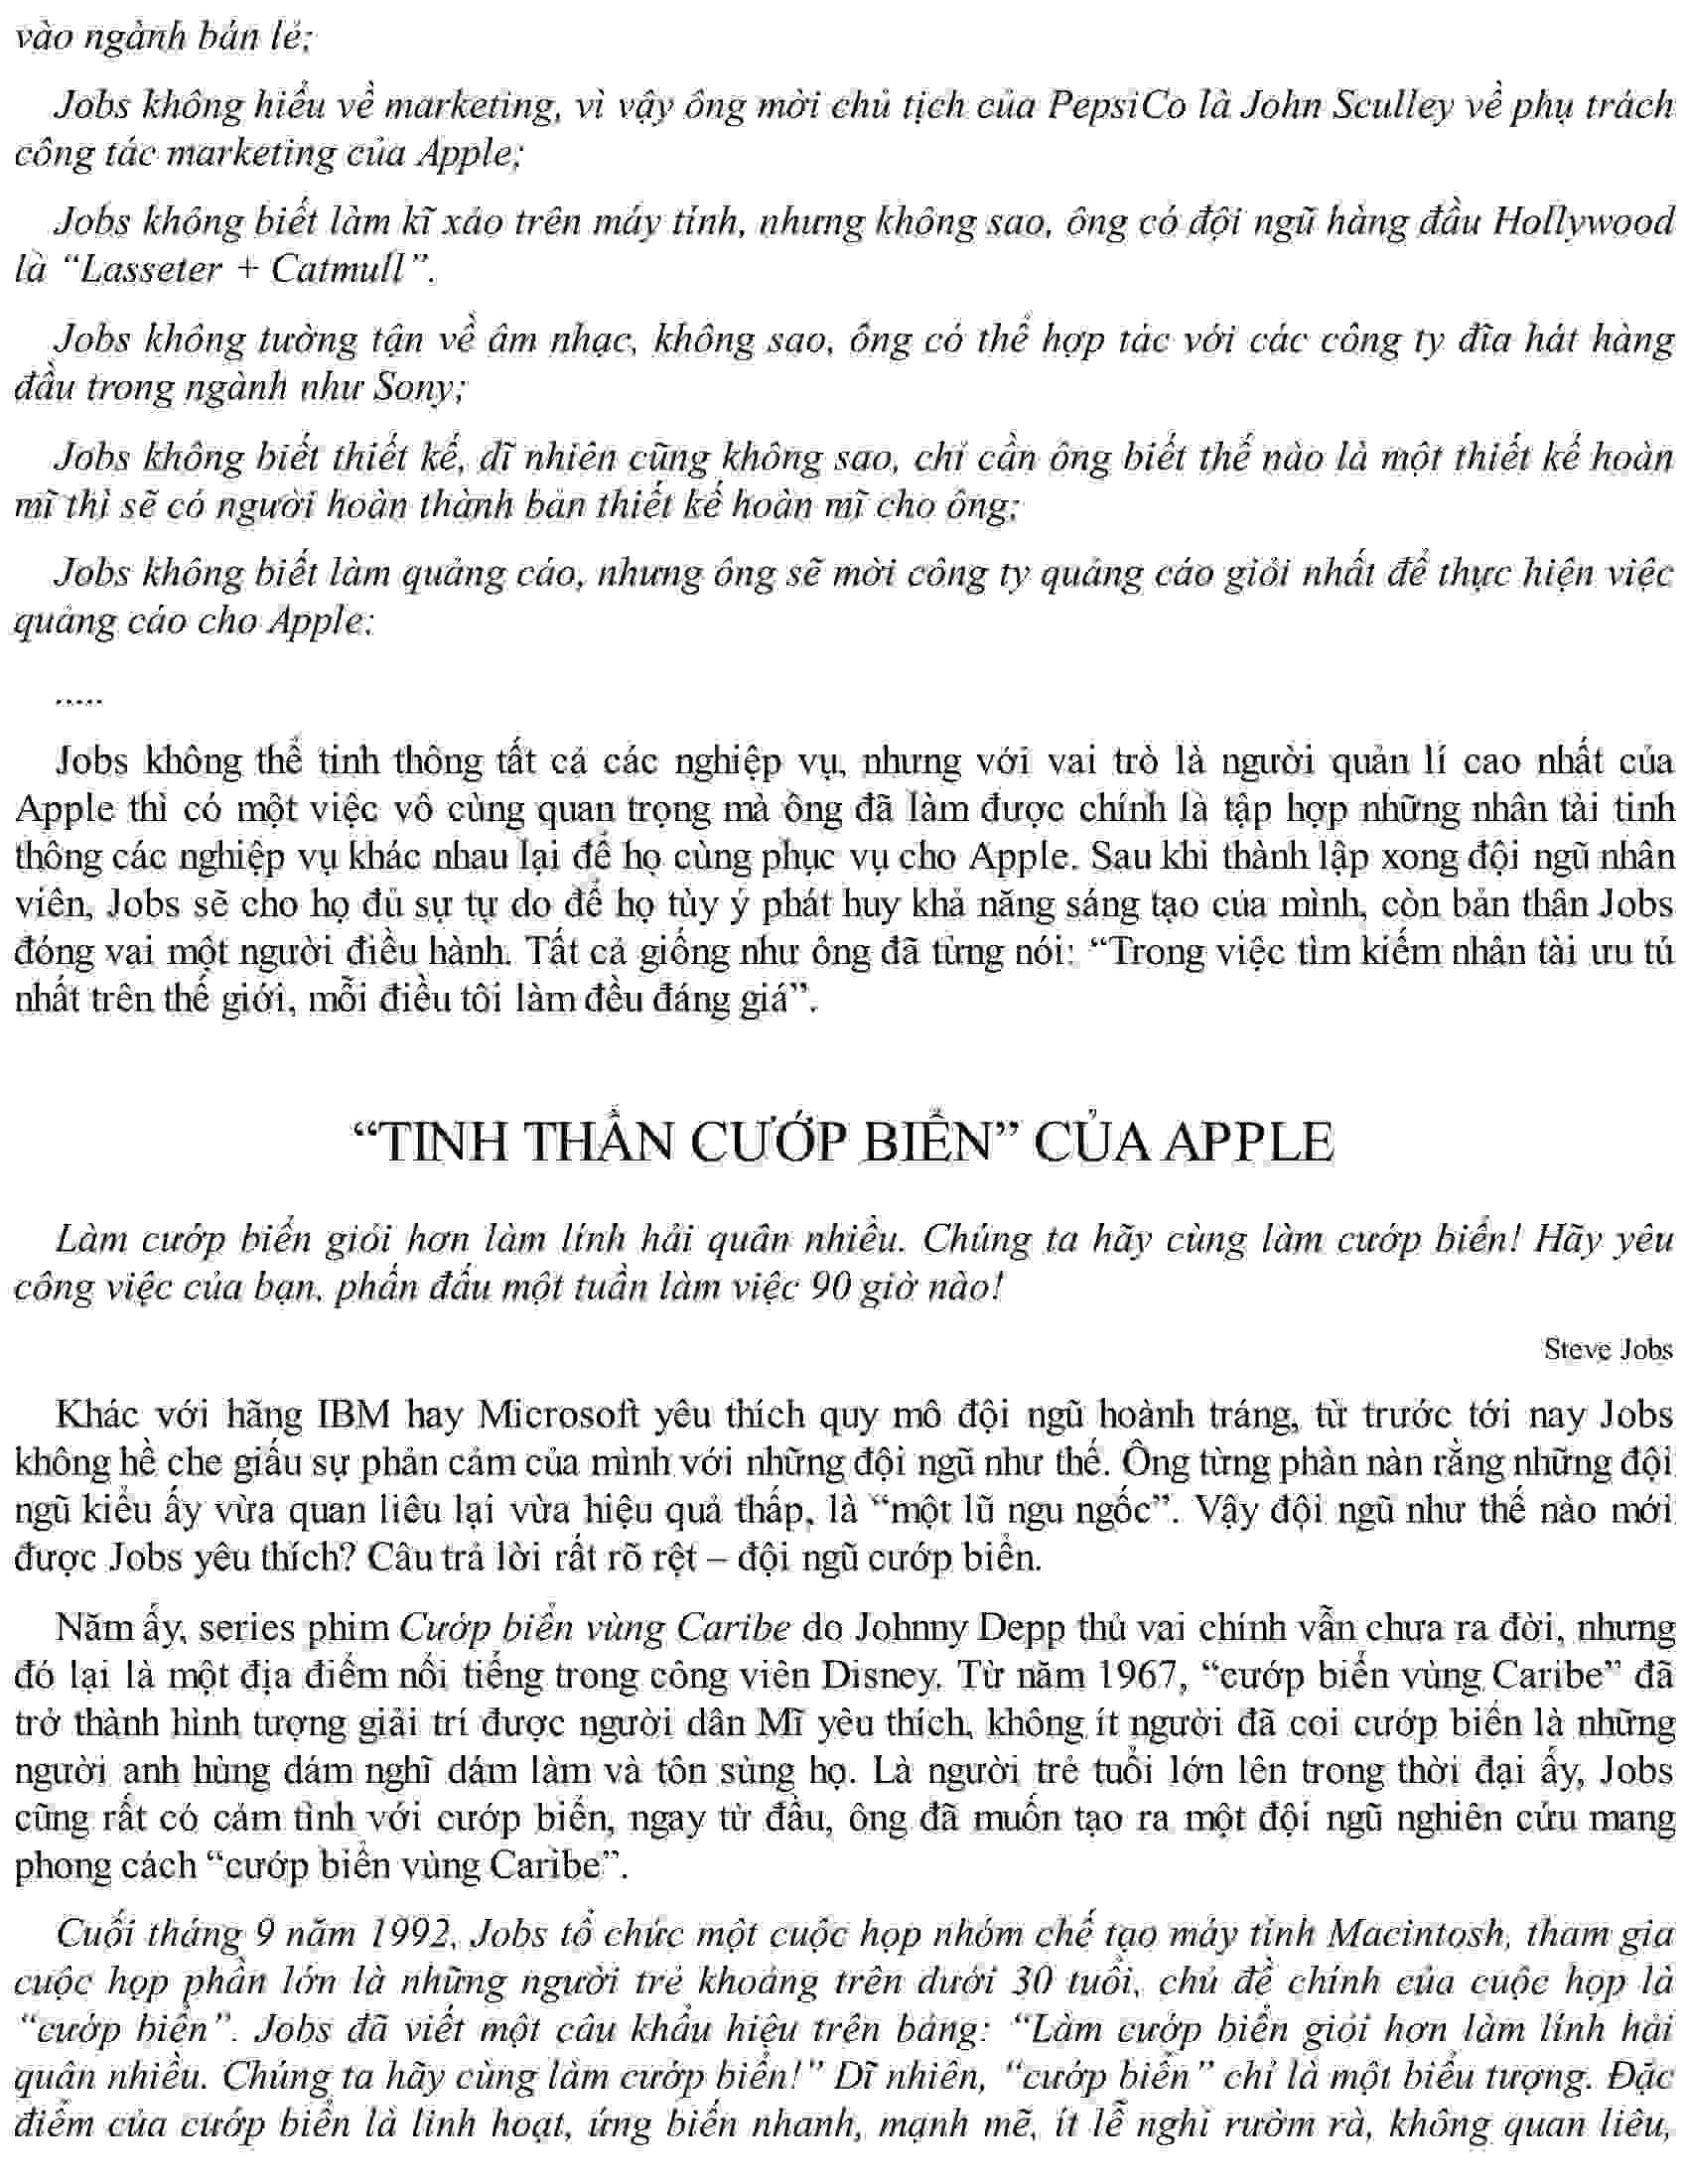 vào ngành bán lẻ;
Jobs không hiểu về marketing, vì vậy ông mời chủ tịch của PepsiCo là John Sculley về phụ trách
công tác marketing của Apple;
Jobs không biết làm kĩ xảo trên máy tính, nhưng không sao, ông có đội ngũ hàng đầu Hollywood
là “Lasseter + Catmull”.
Jobs không tường tận về âm nhạc, không sao, ông có thể hợp tác với các công ty đĩa hát hàng
đầu trong ngành như Sony;
Jobs không biết thiết kế, dĩ nhiên cũng không sao, chỉ cần ông biết thế nào là một thiết kế hoàn
mĩ thì sẽ có người hoàn thành bản thiết kế hoàn mĩ cho ông;
Jobs không biết làm quảng cáo, nhưng ông sẽ mời công ty quảng cáo giỏi nhất để thực hiện việc
quảng cáo cho Apple;
.....
Jobs không thể tinh thông tất cả các nghiệp vụ, nhưng với vai trò là người quản lí cao nhất của
Apple thì có một việc vô cùng quan trọng mà ông đã làm được chính là tập hợp những nhân tài tinh
thông các nghiệp vụ khác nhau lại để họ cùng phục vụ cho Apple. Sau khi thành lập xong đội ngũ nhân
viên, Jobs sẽ cho họ đủ sự tự do để họ tùy ý phát huy khả năng sáng tạo của mình, còn bản thân Jobs
đóng vai một người điều hành. Tất cả giống như ông đã từng nói: “Trong việc tìm kiếm nhân tài ưu tú
nhất trên thế giới, mỗi điều tôi làm đều đáng giá”.
“TINH THẦN CƯỚP BIỂN” CỦA APPLE
Làm cướp biển giỏi hơn làm lính hải quân nhiều. Chúng ta hãy cùng làm cướp biển! Hãy yêu
công việc của bạn, phấn đấu một tuần làm việc 90 giờ nào!
Steve Jobs
Khác với hãng IBM hay Microsoft yêu thích quy mô đội ngũ hoành tráng, từ trước tới nay Jobs
không hề che giấu sự phản cảm của mình với những đội ngũ như thế. Ông từng phàn nàn rằng những đội
ngũ kiểu ấy vừa quan liêu lại vừa hiệu quả thấp, là “một lũ ngu ngốc”. Vậy đội ngũ như thế nào mới
được Jobs yêu thích? Câu trả lời rất rõ rệt – đội ngũ cướp biển.
Năm ấy, series phim Cướp biển vùng Caribe do Johnny Depp thủ vai chính vẫn chưa ra đời, nhưng
đó lại là một địa điểm nổi tiếng trong công viên Disney. Từ năm 1967, “cướp biển vùng Caribe” đã
trở thành hình tượng giải trí được người dân Mĩ yêu thích, không ít người đã coi cướp biển là những
người anh hùng dám nghĩ dám làm và tôn sùng họ. Là người trẻ tuổi lớn lên trong thời đại ấy, Jobs
cũng rất có cảm tình với cướp biển, ngay từ đầu, ông đã muốn tạo ra một đội ngũ nghiên cứu mang
phong cách “cướp biển vùng Caribe”.
Cuối tháng 9 năm 1992, Jobs tổ chức một cuộc họp nhóm chế tạo máy tính Macintosh, tham gia
cuộc họp phần lớn là những người trẻ khoảng trên dưới 30 tuổi, chủ đề chính của cuộc họp là
“cướp biển”. Jobs đã viết một câu khẩu hiệu trên bảng: “Làm cướp biển giỏi hơn làm lính hải
quân nhiều. Chúng ta hãy cùng làm cướp biển!” Dĩ nhiên, “cướp biển” chỉ là một biểu tượng. Đặc
điểm của cướp biển là linh hoạt, ứng biến nhanh, mạnh mẽ, ít lễ nghi rườm rà, không quan liêu,